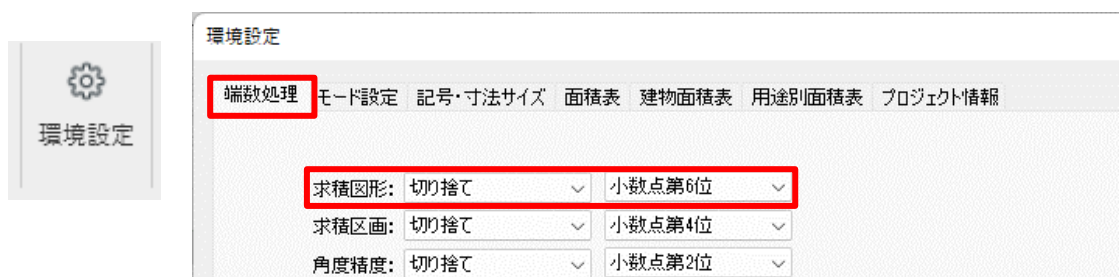 環境設定
環境設定
端数処理 モード設定 記号・寸法サイズ 面積表 建物面積表 用途別面積表 プロジェクト情報
求積図形: 切り捨て 小数点第6位
求積区画: 切り捨て 小数点第4位
角度精度: 切り捨て 小数点第2位